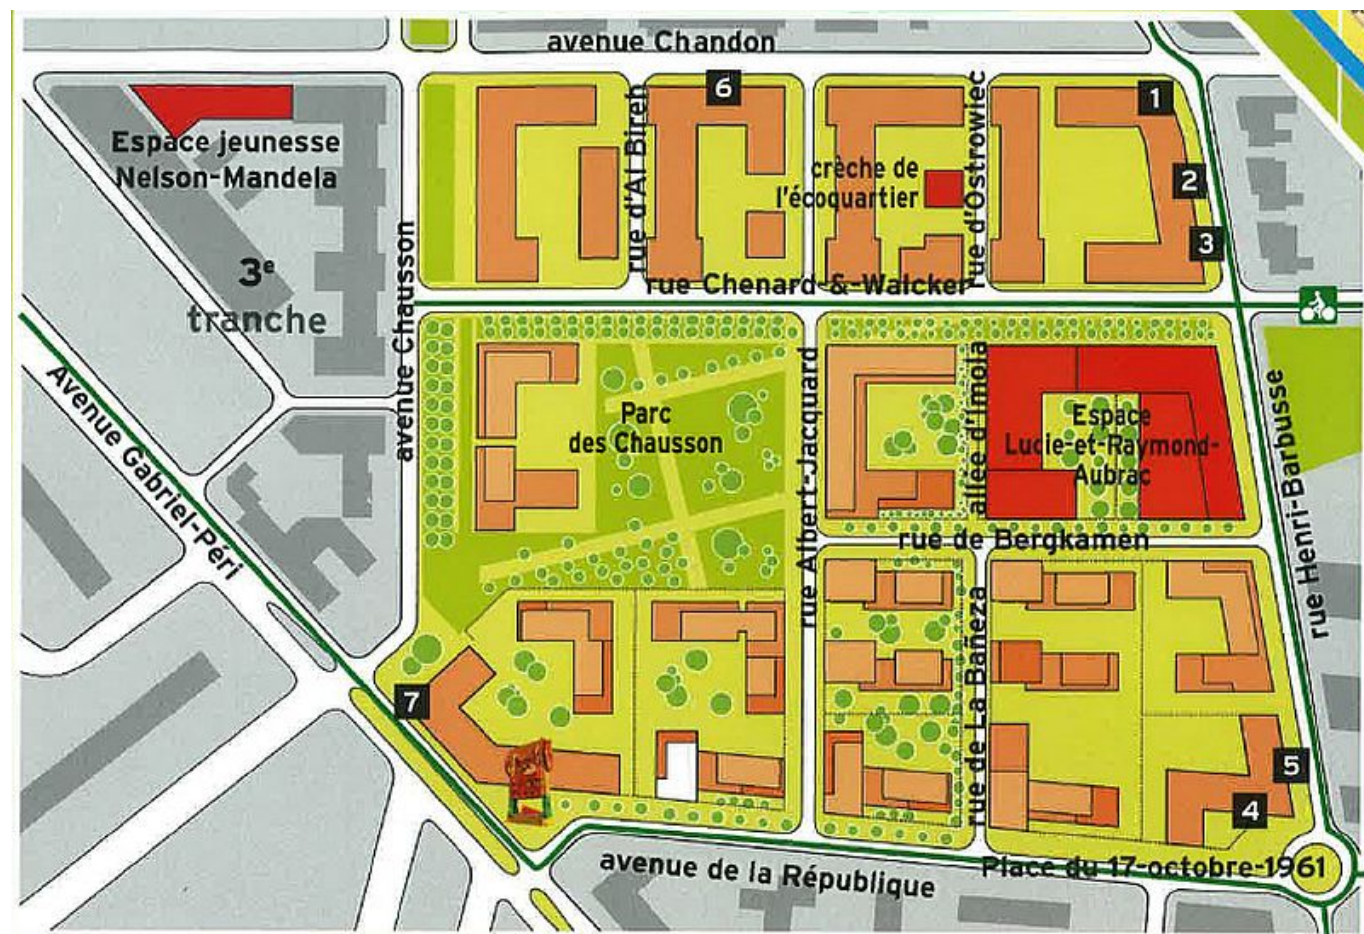 avenue Chandon
6
1
Espace jeunesse
Nelson-Mandela
rue d'Al Bireh
crèche de
l'écoquartier
rue d'Ostrowiec
2
3
3e
tranche
avenue Chausson
rue Chenard-&-Walcker
Avenue Gabriel-Péri
Parc
des Chausson
rue Albert-Jacquard
allée d'Imola
Espace
Lucie-et-Raymond-
Aubrac
rue Henri-Barbusse
rue de Bergkamen
rue de La Bañeza
7
5
4
avenue de la République
Place du 17-octobre-1961